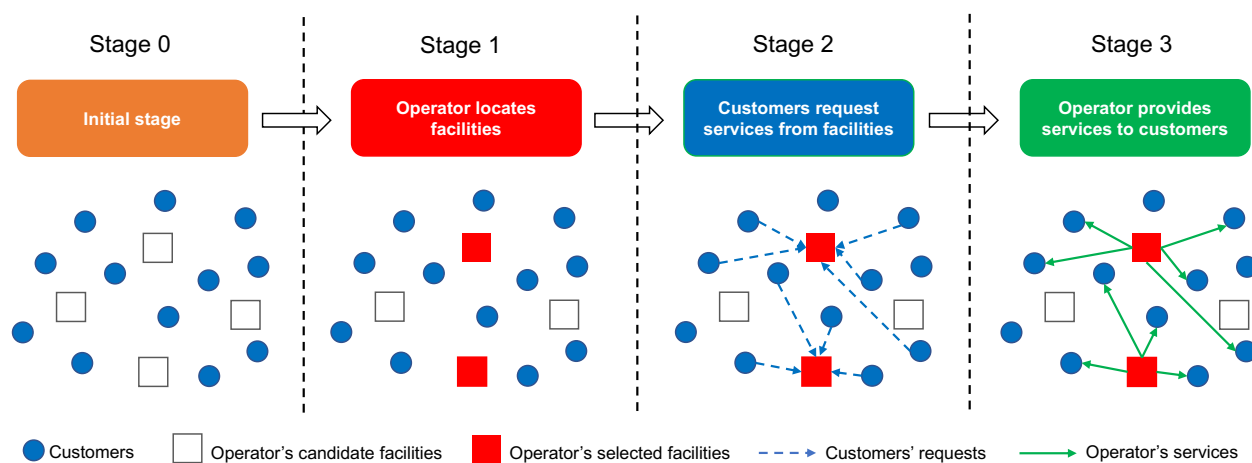 Stage 0
Stage 1
Stage 2
Stage 3
Initial stage
Operator locates
facilities
Customers request
services from facilities
Operator provides
services to customers
Customers
Operator's candidate facilities
Operator's selected facilities
Customers' requests
Operator's services